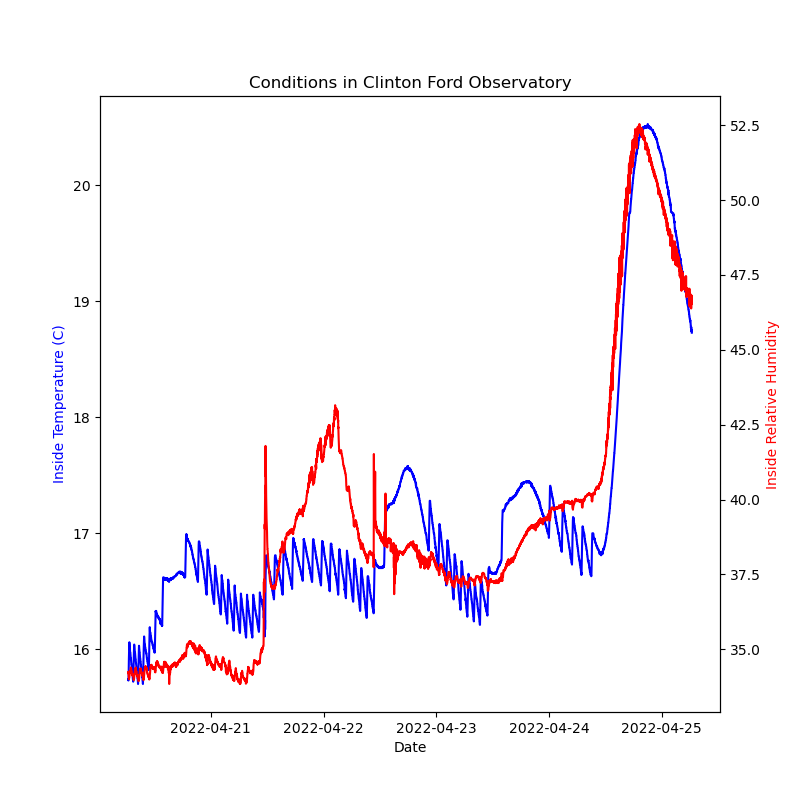 Conditions in Clinton Ford Observatory
20
19
18
17
16
Inside Temperature (C)
52.5
50.0
47.5
45.0
42.5
40.0
37.5
35.0
Inside Relative Humidity
2022-04-21 2022-04-22 2022-04-23 2022-04-24 2022-04-25
Date